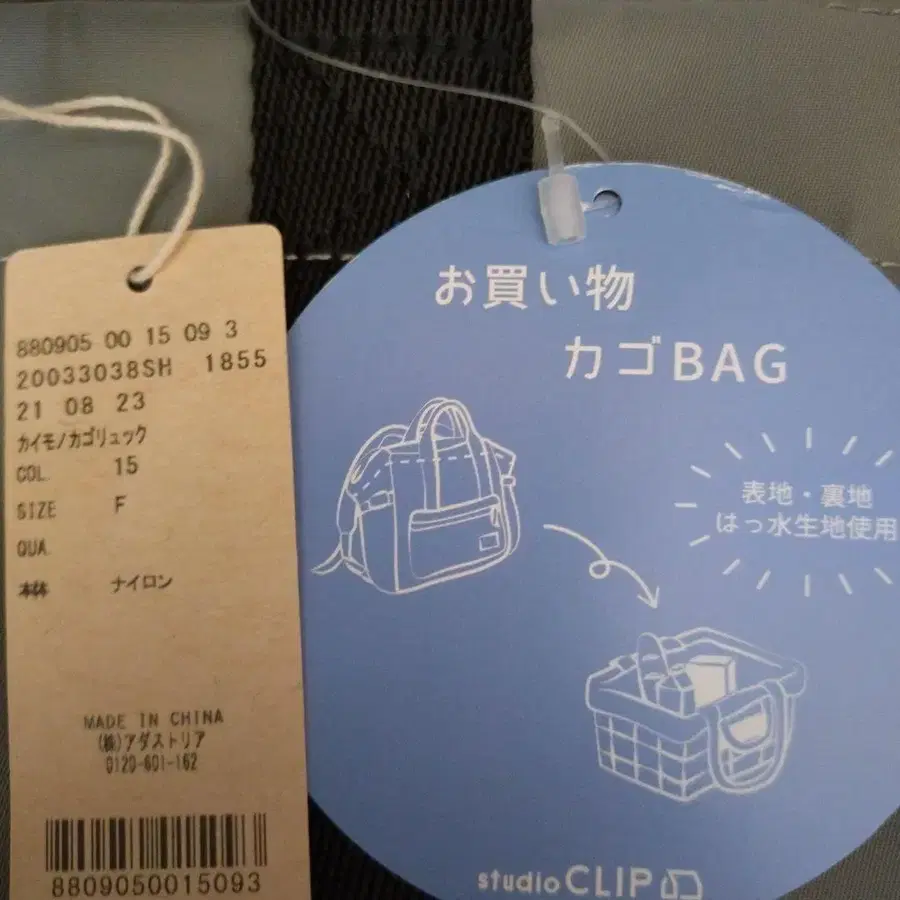 880905 00 15 09 3
20033038SH 1855
21 08 23
カイモノカゴリュック
COL. 15
SIZE F
QUA.
本体 ナイロン
MADE IN CHINA
(株)アダストリア
0120-601-162
8809050015093
お買い物
カゴBAG
表地・裏地
はっ水生地使用
studio CLIP